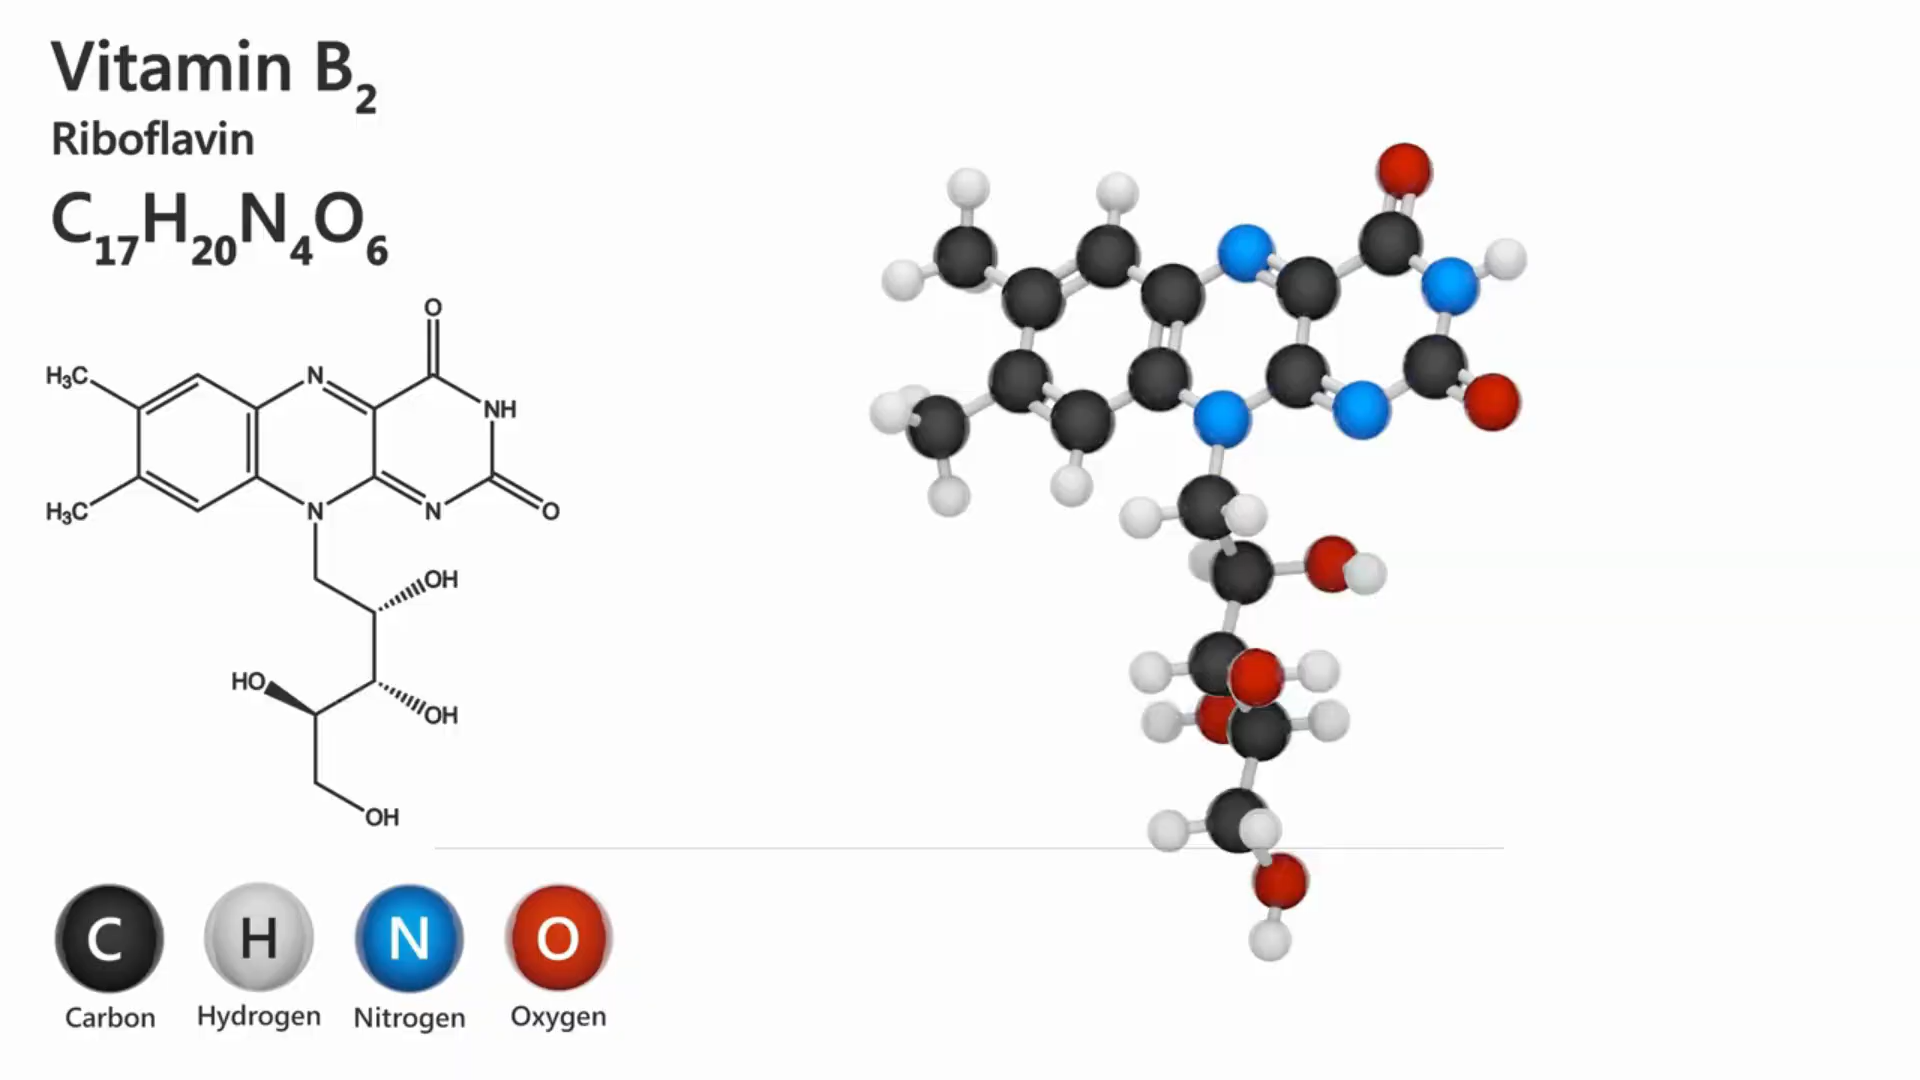 Vitamin B₂
Riboflavin
C₁₇H₂₀N₄O₆
O
H₃C
N
NH
H₃C
N
N
O
OH
HO
OH
OH
C
H
N
O
Carbon
Hydrogen
Nitrogen
Oxygen